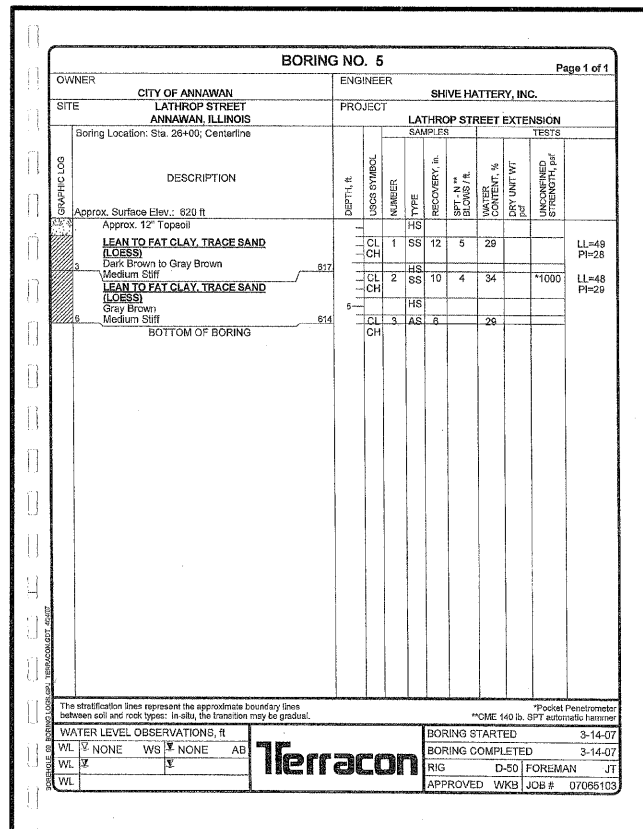 BORING NO. 5
Page 1 of 1
OWNER
CITY OF ANNAWAN
ENGINEER
SHIVE HATTERY, INC.
SITE
LATHROP STREET
ANNAWAN, ILLINOIS
PROJECT
LATHROP STREET EXTENSION
Boring Location: Sta. 26+00; Centerline
SAMPLES
TESTS
GRAPHIC LOG
DESCRIPTION
Approx. Surface Elev.: 620 ft
DEPTH, ft.
USCS SYMBOL
NUMBER
TYPE
RECOVERY, in.
SPT - N **
BLOWS / ft.
WATER
CONTENT, %
DRY UNIT WT
pcf
UNCONFINED
STRENGTH, psf
Approx. 12" Topsoil
HS
LEAN TO FAT CLAY, TRACE SAND
(LOESS)
Dark Brown to Gray Brown
3 Medium Stiff 617
CL 1 SS 12 5 29 LL=49
CH PI=28
HS
LEAN TO FAT CLAY, TRACE SAND
(LOESS)
Gray Brown
6 Medium Stiff 614
CL 2 SS 10 4 34 *1000 LL=48
CH PI=29
5 HS
CL 3 AS 6 29
CH
BOTTOM OF BORING
The stratification lines represent the approximate boundary lines
between soil and rock types: in-situ, the transition may be gradual.
*Pocket Penetrometer
**CME 140 lb. SPT automatic hammer
WATER LEVEL OBSERVATIONS, ft
WL NONE WS NONE AB
WL
WL
Terracon
BORING STARTED 3-14-07
BORING COMPLETED 3-14-07
RIG D-50 FOREMAN JT
APPROVED WKB JOB # 07065103